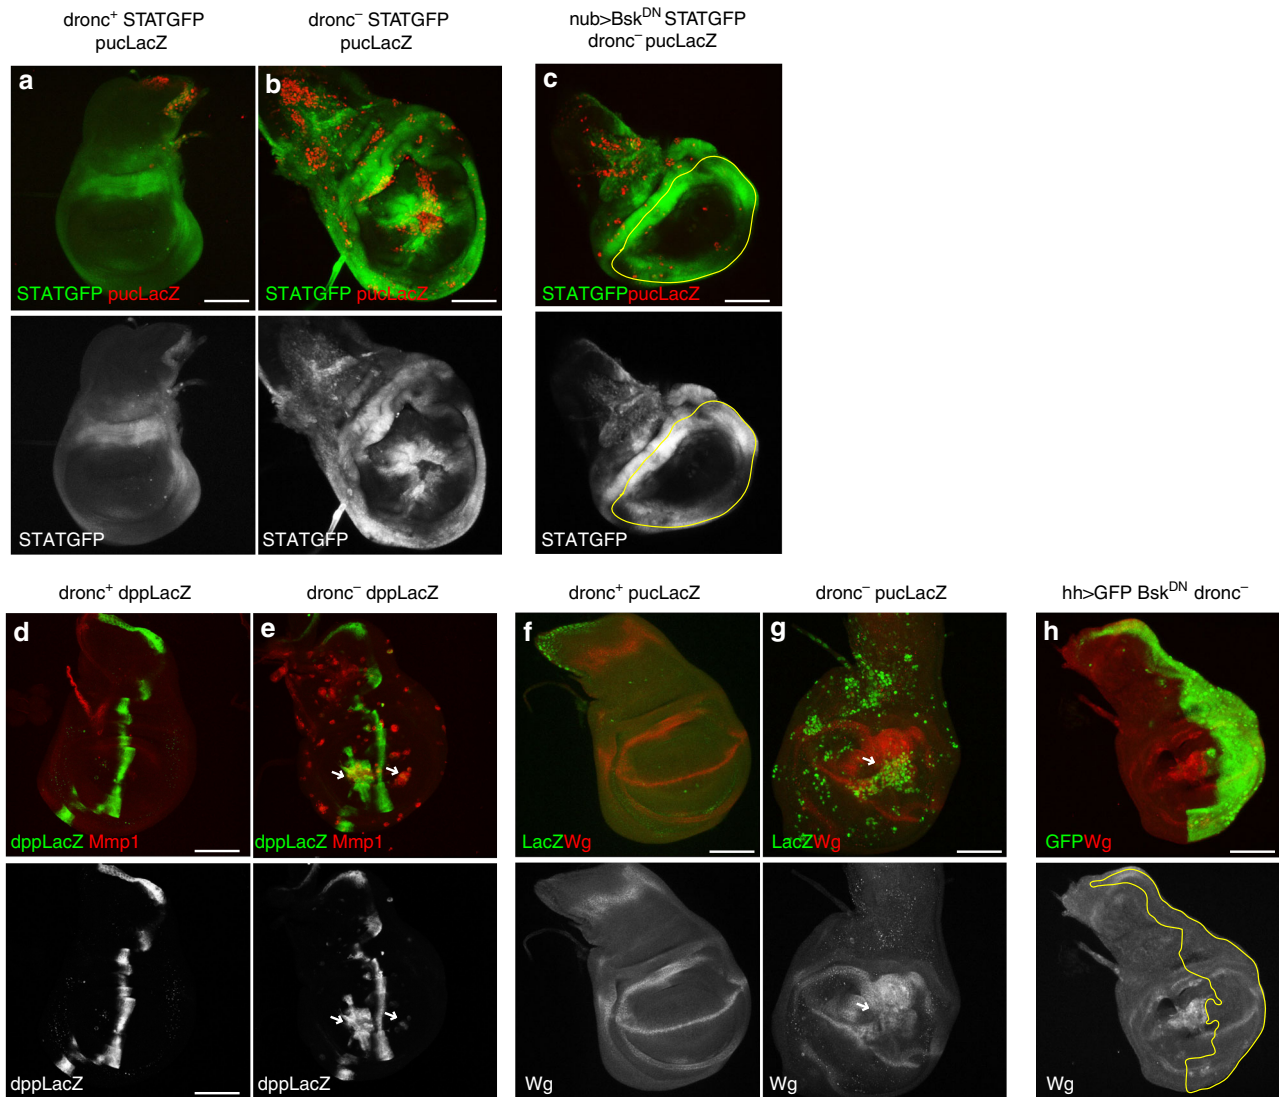 dronc⁺ STATGFP
pucLacZ
dronc⁻ STATGFP
pucLacZ
nub>Bskᴰᴺ STATGFP
dronc⁻ pucLacZ
a
b
c
STATGFP pucLacZ
STATGFP pucLacZ
STATGFPpucLacZ
STATGFP
STATGFP
STATGFP
dronc⁺ dppLacZ
dronc⁻ dppLacZ
dronc⁺ pucLacZ
dronc⁻ pucLacZ
hh>GFP Bskᴰᴺ dronc⁻
d
e
f
g
h
dppLacZ Mmp1
dppLacZ Mmp1
LacZWg
LacZWg
GFPWg
dppLacZ
dppLacZ
Wg
Wg
Wg